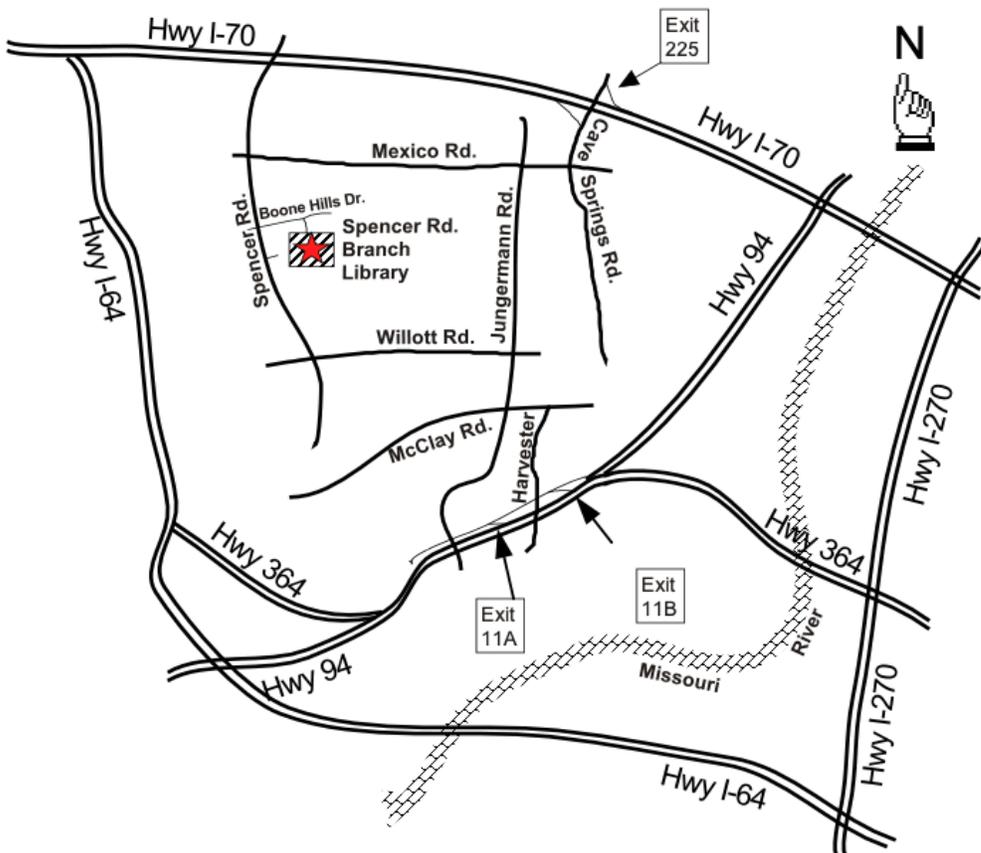 Hwy I-70
Exit
225
N
Hwy I-70
Cave Springs Rd.
Mexico Rd.
Boone Hills Dr.
Spencer Rd.
Spencer Rd.
Branch
Library
Jungermann Rd.
Hwy I-64
Hwy 94
Willott Rd.
Hwy I-270
McClay Rd.
Harvester
Hwy 364
Hwy 364
Exit
11A
Exit
11B
Missouri
River
Hwy 94
Hwy I-270
Hwy I-64